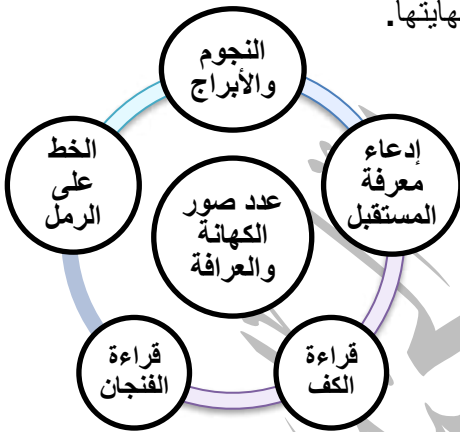 نهايتها.
النجوم
والأبراج
إدعاء
معرفة
المستقبل
قراءة
الكف
قراءة
الفنجان
الخط
على
الرمل
عدد صور
الكهانة
والعرافة